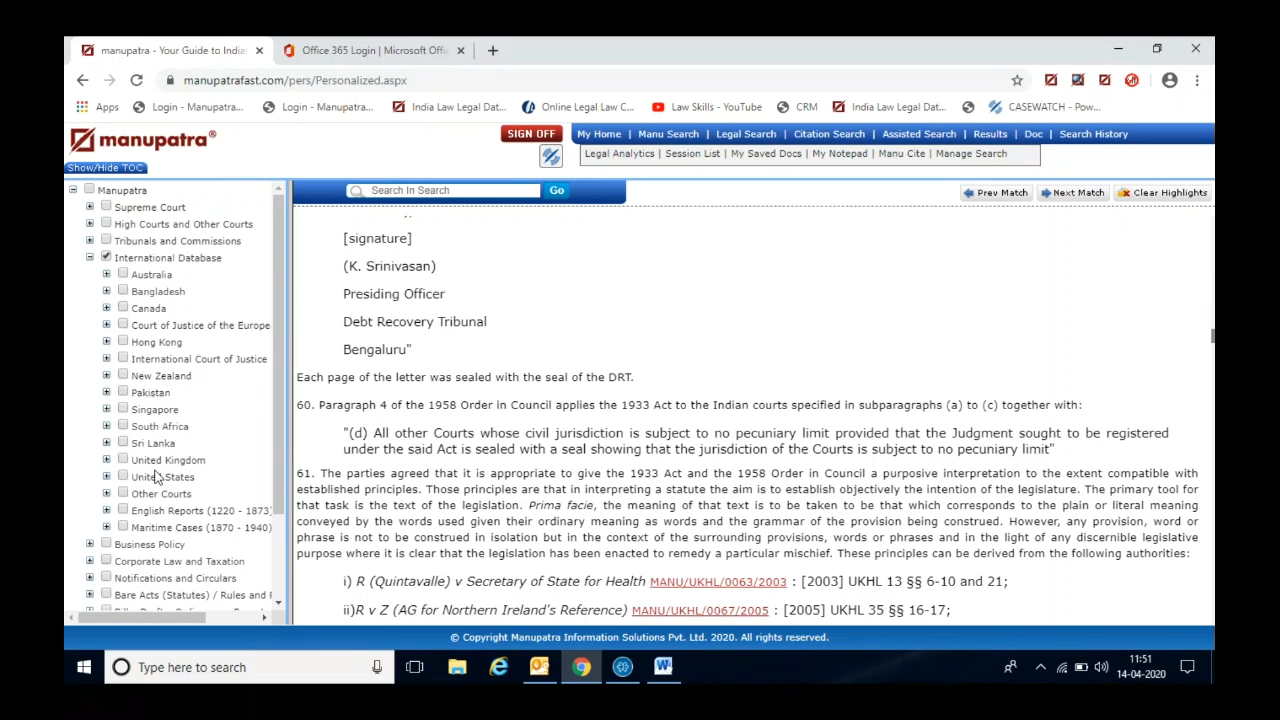 manupatra - Your Guide to India
Office 365 Login | Microsoft Offic
manupatrafast.com/pers/Personalized.aspx
Apps
Login - Manupatra...
Login - Manupatra...
India Law Legal Dat...
Online Legal Law C...
Law Skills - YouTube
CRM
India Law Legal Dat...
CASEWATCH - Pow...
manupatra®
SIGN OFF
My Home | Manu Search | Legal Search | Citation Search | Assisted Search | Results | Doc | Search History
Legal Analytics | Session List | My Saved Docs | My Notepad | Manu Cite | Manage Search
Show/Hide TOC
Search In Search
Go
Prev Match
Next Match
Clear Highlights
Manupatra
Supreme Court
High Courts and Other Courts
Tribunals and Commissions
International Database
Australia
Bangladesh
Canada
Court of Justice of the Europe
Hong Kong
International Court of Justice
New Zealand
Pakistan
Singapore
South Africa
Sri Lanka
United Kingdom
United States
Other Courts
English Reports (1220 - 1873)
Maritime Cases (1870 - 1940)
Business Policy
Corporate Law and Taxation
Notifications and Circulars
Bare Acts (Statutes) / Rules and
[signature]
(K. Srinivasan)
Presiding Officer
Debt Recovery Tribunal
Bengaluru"
Each page of the letter was sealed with the seal of the DRT.
60. Paragraph 4 of the 1958 Order in Council applies the 1933 Act to the Indian courts specified in subparagraphs (a) to (c) together with:
"(d) All other Courts whose civil jurisdiction is subject to no pecuniary limit provided that the Judgment sought to be registered
under the said Act is sealed with a seal showing that the jurisdiction of the Courts is subject to no pecuniary limit"
61. The parties agreed that it is appropriate to give the 1933 Act and the 1958 Order in Council a purposive interpretation to the extent compatible with
established principles. Those principles are that in interpreting a statute the aim is to establish objectively the intention of the legislature. The primary tool for
that task is the text of the legislation. Prima facie, the meaning of that text is to be taken to be that which corresponds to the plain or literal meaning
conveyed by the words used given their ordinary meaning as words and the grammar of the provision being construed. However, any provision, word or
phrase is not to be construed in isolation but in the context of the surrounding provisions, words or phrases and in the light of any discernible legislative
purpose where it is clear that the legislation has been enacted to remedy a particular mischief. These principles can be derived from the following authorities:
i) R (Quintavalle) v Secretary of State for Health MANU/UKHL/0063/2003 : [2003] UKHL 13 §§ 6-10 and 21;
ii)R v Z (AG for Northern Ireland's Reference) MANU/UKHL/0067/2005 : [2005] UKHL 35 §§ 16-17;
© Copyright Manupatra Information Solutions Pvt. Ltd. 2020. All rights reserved.
Type here to search
11:51
14-04-2020